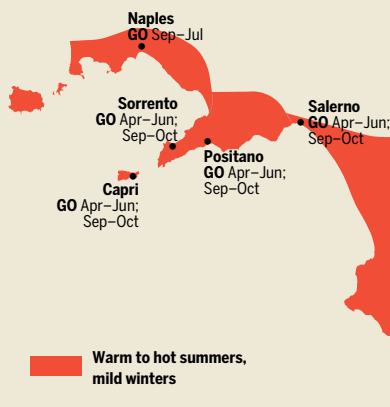 Naples
GO Sep–Jul
Sorrento
GO Apr–Jun;
Sep–Oct
Salerno
GO Apr–Jun;
Sep–Oct
Positano
GO Apr–Jun;
Sep–Oct
Capri
GO Apr–Jun;
Sep–Oct
Warm to hot summers,
mild winters